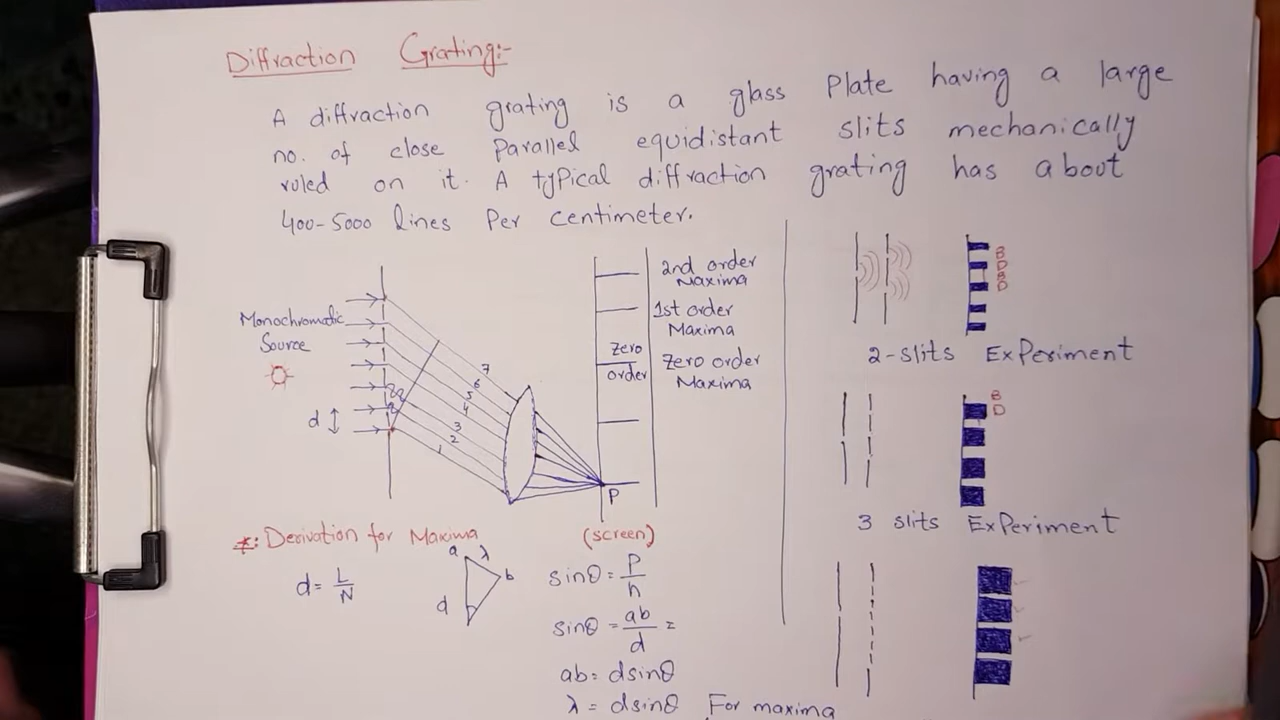 Diffraction Grating:-
A diffraction grating is a glass Plate having a large
no. of close Parallel equidistant slits mechanically
ruled on it. A tyPical diffraction grating has about
400-5000 lines Per centimeter.
Monochromatic
Source
d
7
6
5
4
3
2
1
2nd order
Maxima
1st order
Maxima
zero
order
zero order
Maxima
P
(screen)
B
D
B
D
2-slits ExPeriment
B
D
3 slits ExPeriment
*: Derivation for Maxima
d = L/N
a λ
b
d
sinθ = P/h
sinθ = ab/d =
ab = dsinθ
λ = dsinθ For maxima